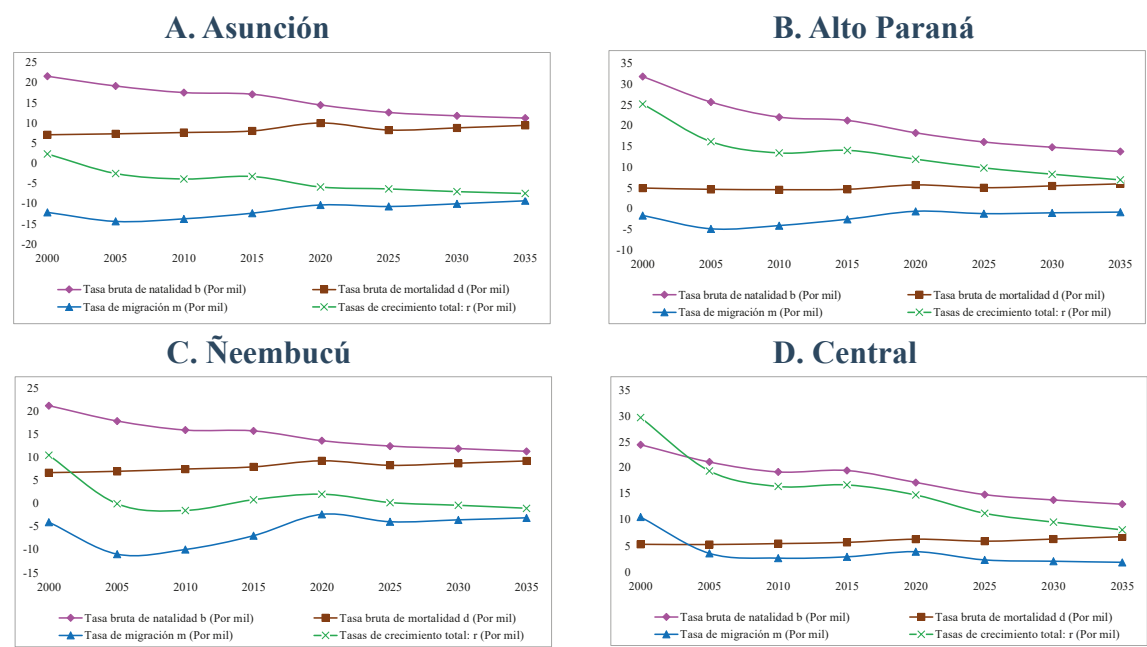 A. Asunción
25
20
15
10
5
0
-5
-10
-15
-20
2000 2005 2010 2015 2020 2025 2030 2035
Tasa bruta de natalidad b (Por mil) Tasa bruta de mortalidad d (Por mil)
Tasa de migración m (Por mil) Tasas de crecimiento total: r (Por mil)
B. Alto Paraná
35
30
25
20
15
10
5
0
-5
-10
2000 2005 2010 2015 2020 2025 2030 2035
Tasa bruta de natalidad b (Por mil) Tasa bruta de mortalidad d (Por mil)
Tasa de migración m (Por mil) Tasas de crecimiento total: r (Por mil)
C. Ñeembucú
25
20
15
10
5
0
-5
-10
-15
2000 2005 2010 2015 2020 2025 2030 2035
Tasa bruta de natalidad b (Por mil) Tasa bruta de mortalidad d (Por mil)
Tasa de migración m (Por mil) Tasas de crecimiento total: r (Por mil)
D. Central
35
30
25
20
15
10
5
0
2000 2005 2010 2015 2020 2025 2030 2035
Tasa bruta de natalidad b (Por mil) Tasa bruta de mortalidad d (Por mil)
Tasa de migración m (Por mil) Tasas de crecimiento total: r (Por mil)